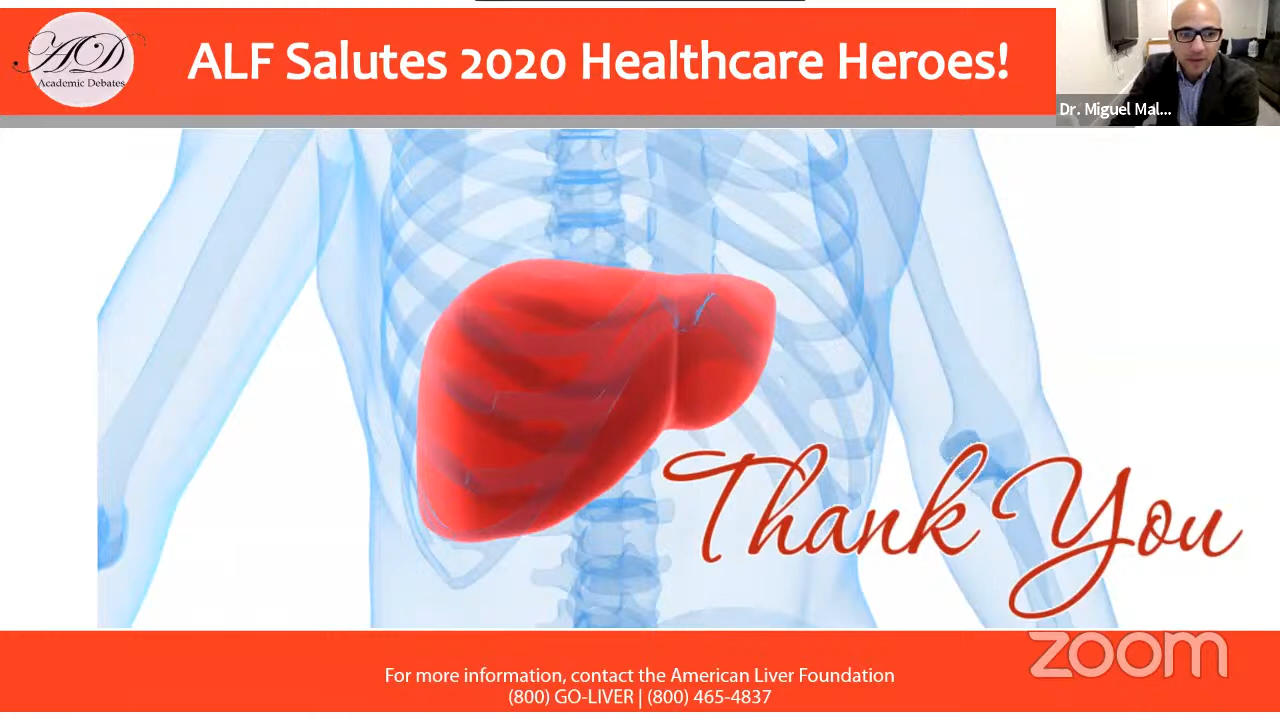 AD
Academic Debates
ALF Salutes 2020 Healthcare Heroes!
Dr. Miguel Mal...
Thank You
zoom
For more information, contact the American Liver Foundation
(800) GO-LIVER | (800) 465-4837